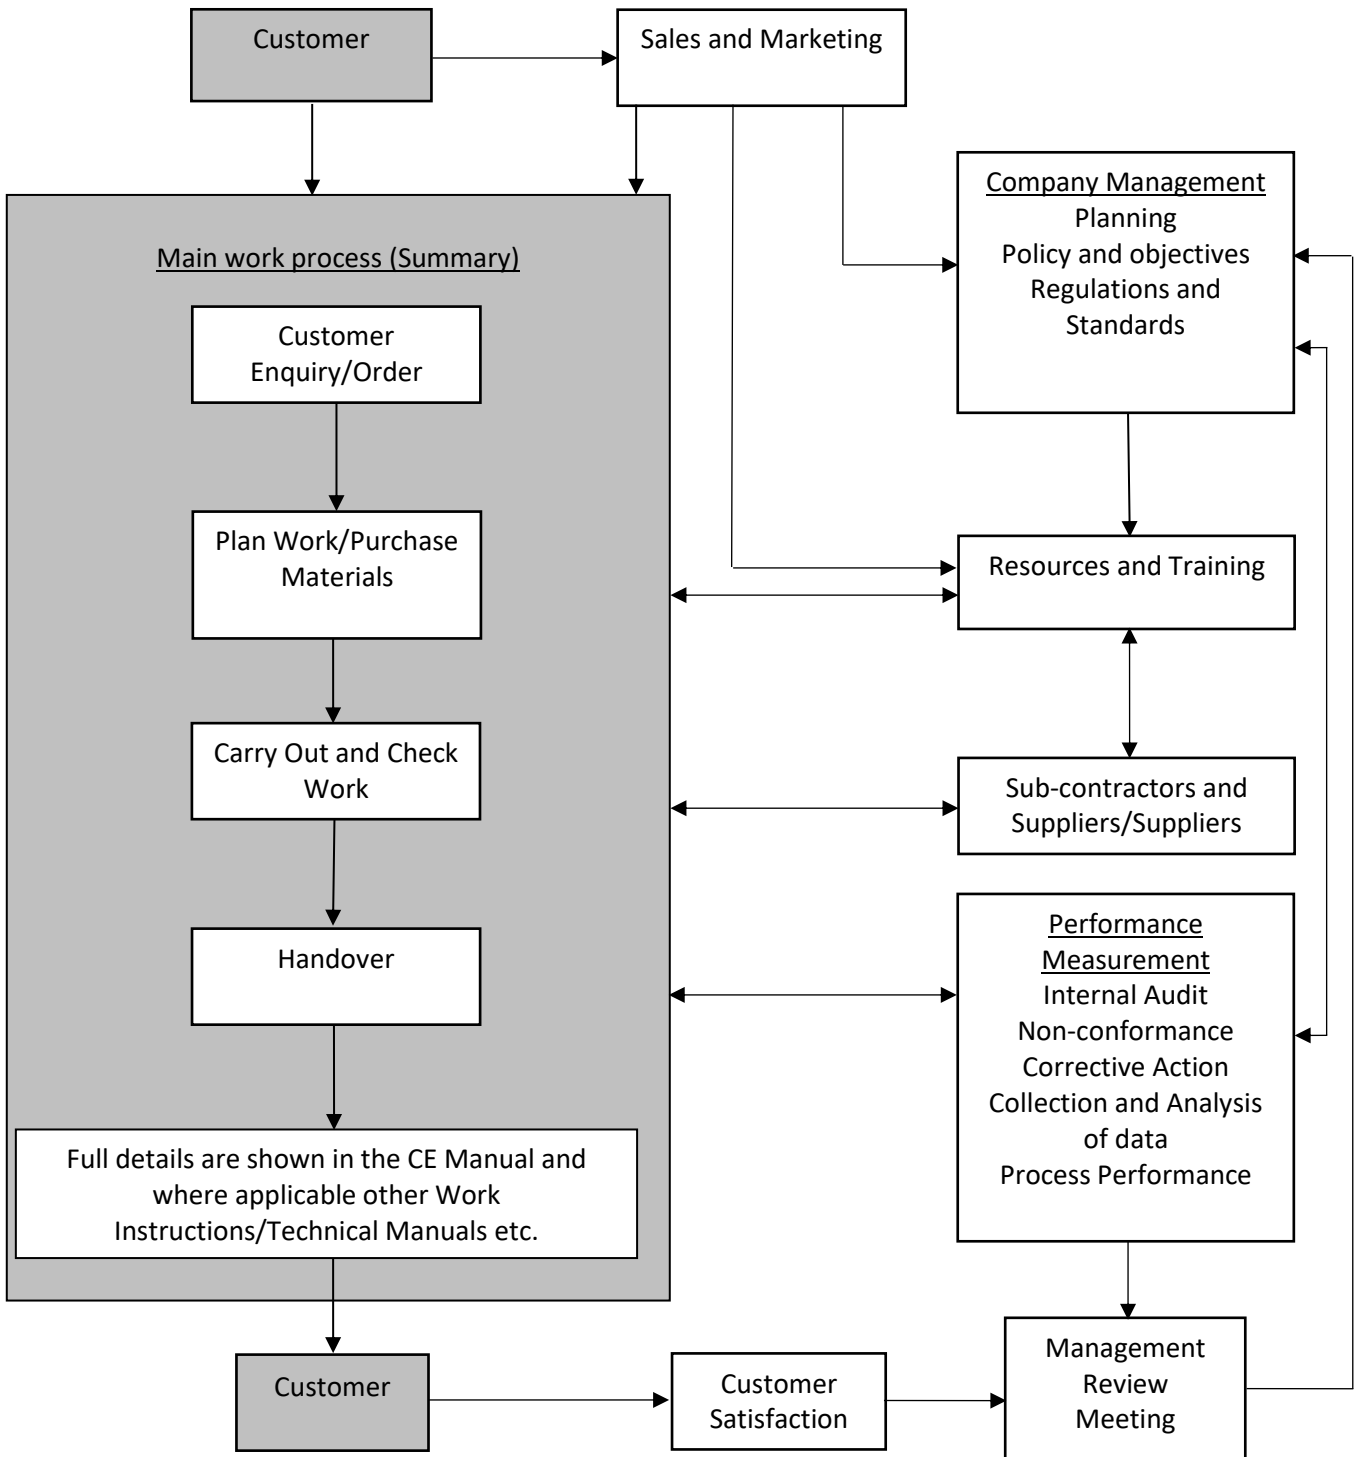 Customer
Sales and Marketing
Company Management
Planning
Policy and objectives
Regulations and
Standards
Main work process (Summary)
Customer
Enquiry/Order
Plan Work/Purchase
Materials
Resources and Training
Carry Out and Check
Work
Sub-contractors and
Suppliers/Suppliers
Handover
Performance
Measurement
Internal Audit
Non-conformance
Corrective Action
Collection and Analysis
of data
Process Performance
Full details are shown in the CE Manual and
where applicable other Work
Instructions/Technical Manuals etc.
Customer
Customer
Satisfaction
Management
Review
Meeting